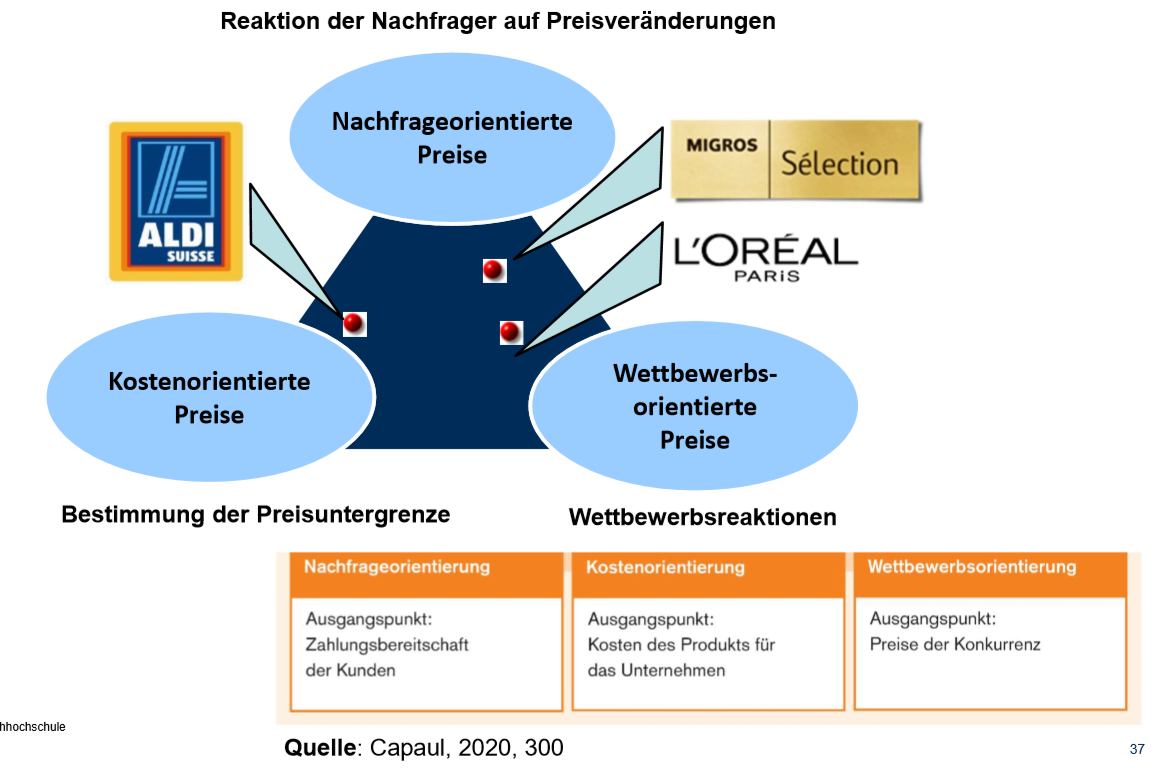 Reaktion der Nachfrager auf Preisveränderungen
Nachfrageorientierte
Preise
ALDI
SUISSE
MIGROS
Sélection
L'ORÉAL
PARIS
Kostenorientierte
Preise
Wettbewerbs-
orientierte
Preise
Bestimmung der Preisuntergrenze
Wettbewerbsreaktionen
Nachfrageorientierung
Ausgangspunkt:
Zahlungsbereitschaft
der Kunden
Kostenorientierung
Ausgangspunkt:
Kosten des Produkts für
das Unternehmen
Wettbewerbsorientierung
Ausgangspunkt:
Preise der Konkurrenz
hhochschule
Quelle: Capaul, 2020, 300
37